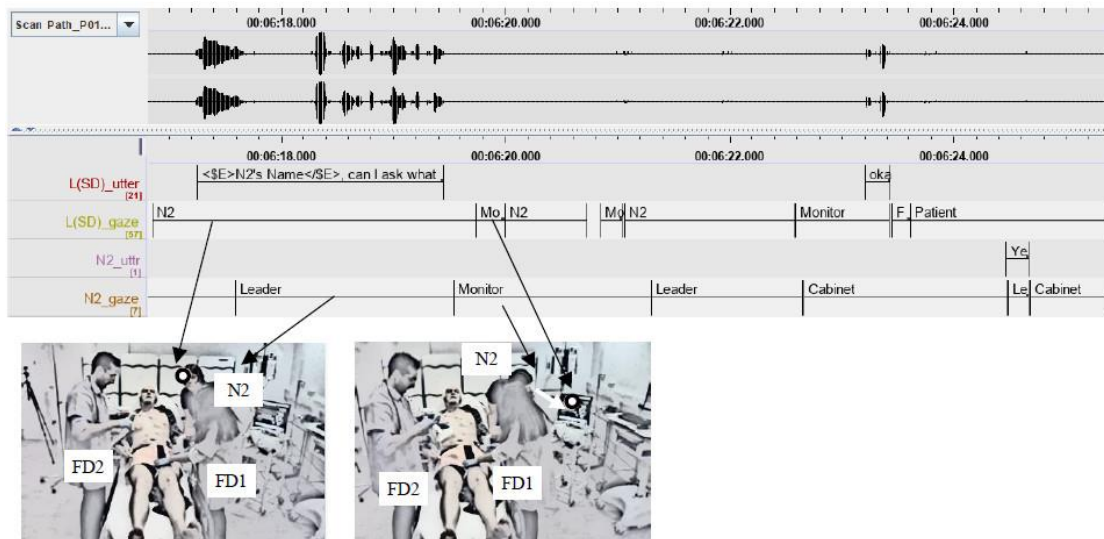 Scan Path_P01...
00:06:18.000 00:06:20.000 00:06:22.000 00:06:24.000
00:06:18.000 00:06:20.000 00:06:22.000 00:06:24.000
L(SD)_utter <$E>N2's Name</$E>, can I ask what oka
[21]
L(SD)_gaze N2 Mo N2 Mo N2 Monitor F Patient
[57]
N2_uttr Ye
[1]
N2_gaze Leader Monitor Leader Cabinet Le Cabinet
[7]
N2 N2
FD2 FD1 FD2 FD1